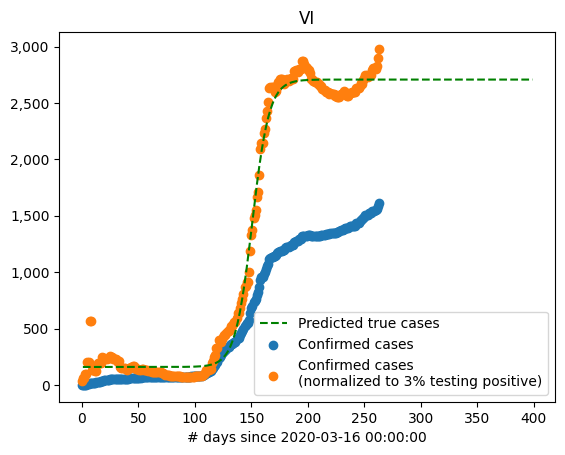 VI
3,000
2,500
2,000
1,500
1,000
500
0
Predicted true cases
Confirmed cases
Confirmed cases
(normalized to 3% testing positive)
0 50 100 150 200 250 300 350 400
# days since 2020-03-16 00:00:00